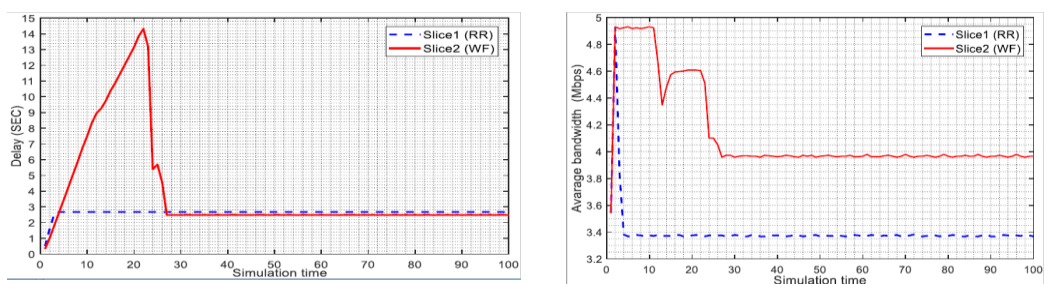 15
14
13
12
11
10
9
8
7
6
5
4
3
2
1
0
Delay (SEC)
0 10 20 30 40 50 60 70 80 90 100
Simulation time
Slice1 (RR)
Slice2 (WF)
5
4.8
4.6
4.4
4.2
4
3.8
3.6
3.4
3.2
Avarage bandwidth (Mbps)
0 10 20 30 40 50 60 70 80 90 100
Simulation time
Slice1 (RR)
Slice2 (WF)